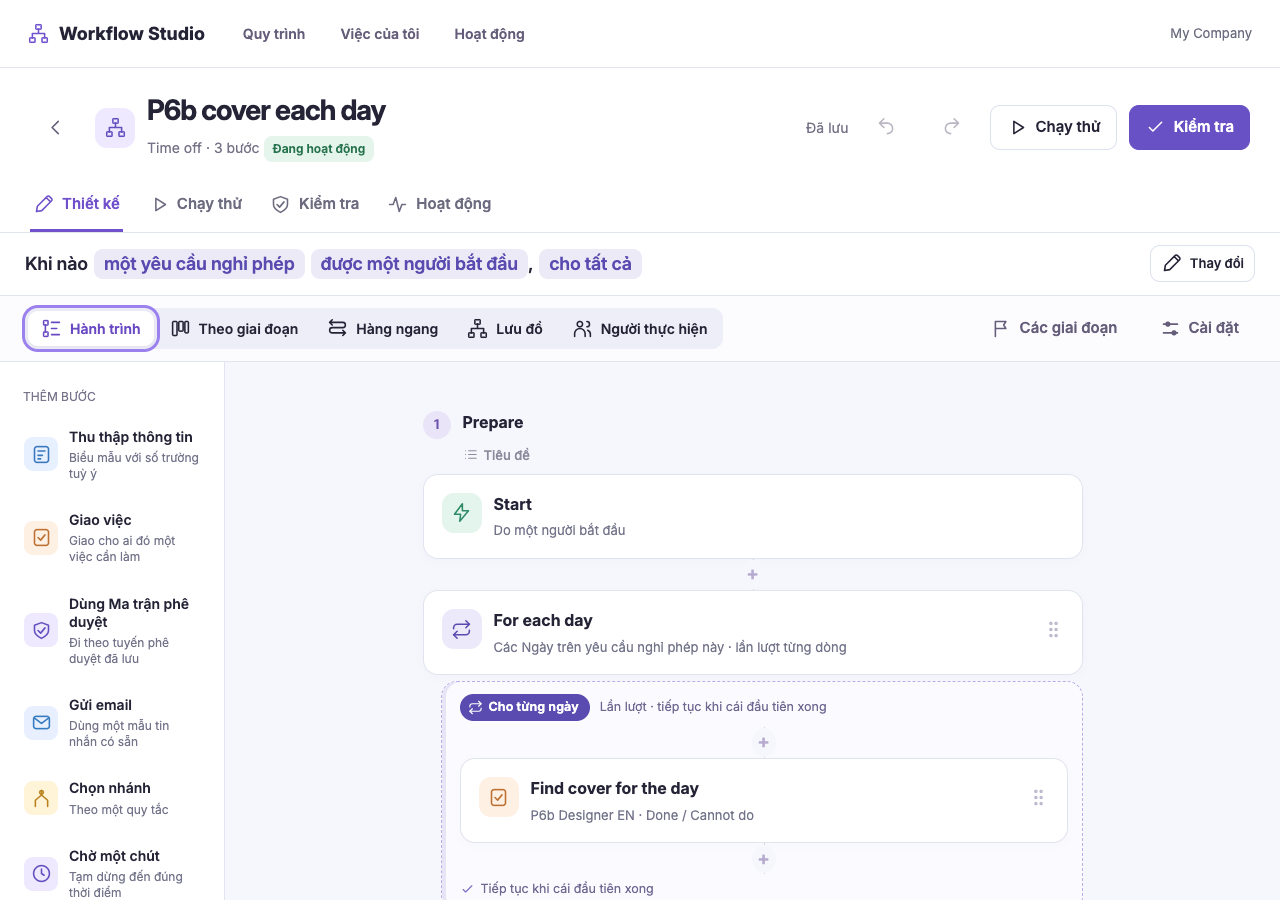 Workflow Studio
Quy trình
Việc của tôi
Hoạt động
My Company
P6b cover each day
Time off · 3 bước
Đang hoạt động
Đã lưu
Chạy thử
Kiểm tra
Thiết kế
Chạy thử
Kiểm tra
Hoạt động
Khi nào một yêu cầu nghỉ phép được một người bắt đầu, cho tất cả
Thay đổi
Hành trình
Theo giai đoạn
Hàng ngang
Lưu đồ
Người thực hiện
Các giai đoạn
Cài đặt
THÊM BƯỚC
Thu thập thông tin
Biểu mẫu với số trường
tuỳ ý
Giao việc
Giao cho ai đó một
việc cần làm
Dùng Ma trận phê
duyệt
Đi theo tuyến phê
duyệt đã lưu
Gửi email
Dùng một mẫu tin
nhắn có sẵn
Chọn nhánh
Theo một quy tắc
Chờ một chút
Tạm dừng đến đúng
thời điểm
1
Prepare
Tiêu đề
Start
Do một người bắt đầu
For each day
Các Ngày trên yêu cầu nghỉ phép này · lần lượt từng dòng
Cho từng ngày
Lần lượt · tiếp tục khi cái đầu tiên xong
Find cover for the day
P6b Designer EN · Done / Cannot do
Tiếp tục khi cái đầu tiên xong